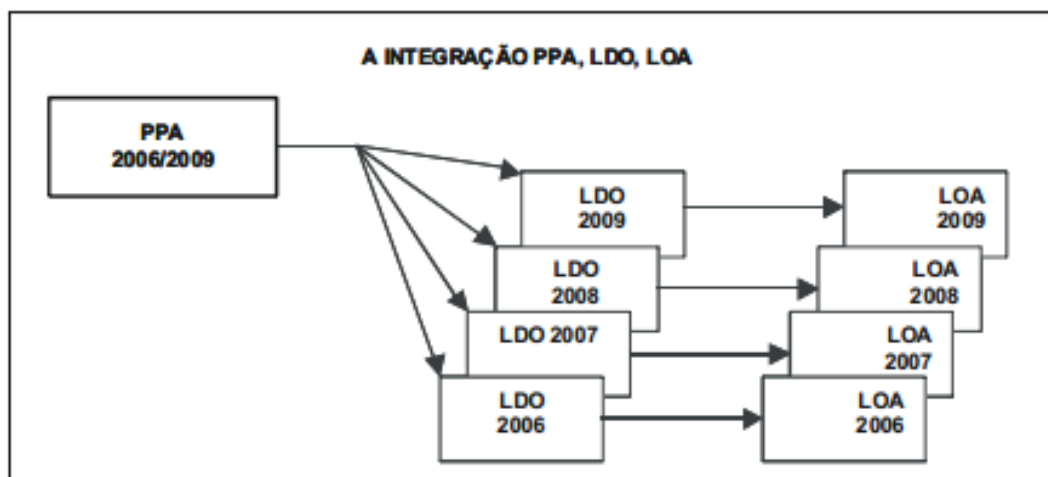 A INTEGRAÇÃO PPA, LDO, LOA
PPA
2006/2009
LDO
2009
LOA
2009
LDO
2008
LOA
2008
LDO 2007
LOA
2007
LDO
2006
LOA
2006